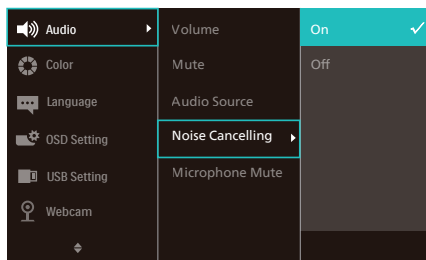 Audio
Color
Language
OSD Setting
USB Setting
Webcam
Volume
Mute
Audio Source
Noise Cancelling
Microphone Mute
On
Off